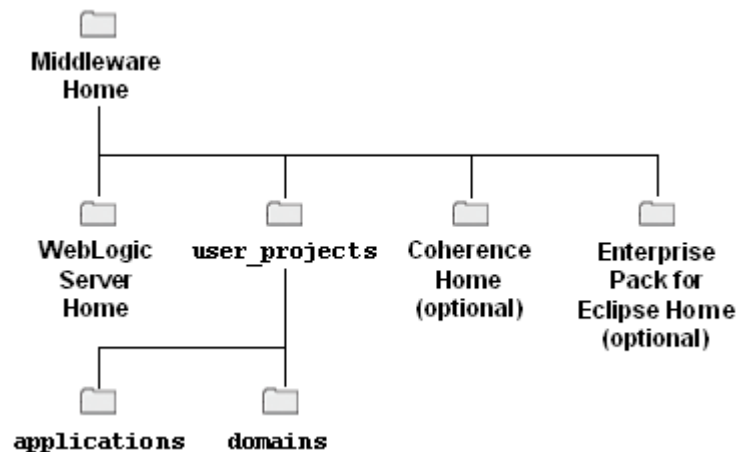 Middleware
Home
WebLogic
Server
Home
user_projects
Coherence
Home
(optional)
Enterprise
Pack for
Eclipse Home
(optional)
applications
domains